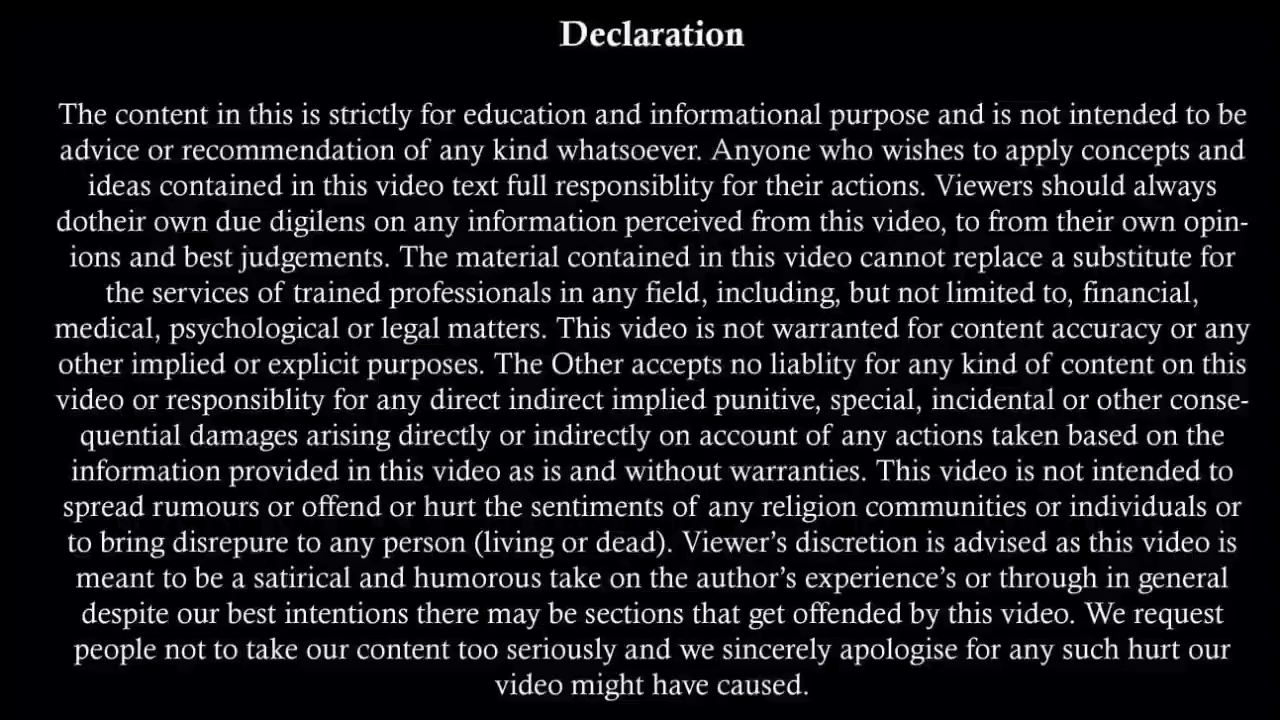 Declaration
The content in this is strictly for education and informational purpose and is not intended to be
advice or recommendation of any kind whatsoever. Anyone who wishes to apply concepts and
ideas contained in this video text full responsiblity for their actions. Viewers should always
dotheir own due digilens on any information perceived from this video, to from their own opin-
ions and best judgements. The material contained in this video cannot replace a substitute for
the services of trained professionals in any field, including, but not limited to, financial,
medical, psychological or legal matters. This video is not warranted for content accuracy or any
other implied or explicit purposes. The Other accepts no liablity for any kind of content on this
video or responsiblity for any direct indirect implied punitive, special, incidental or other conse-
quential damages arising directly or indirectly on account of any actions taken based on the
information provided in this video as is and without warranties. This video is not intended to
spread rumours or offend or hurt the sentiments of any religion communities or individuals or
to bring disrepure to any person (living or dead). Viewer’s discretion is advised as this video is
meant to be a satirical and humorous take on the author’s experience’s or through in general
despite our best intentions there may be sections that get offended by this video. We request
people not to take our content too seriously and we sincerely apologise for any such hurt our
video might have caused.